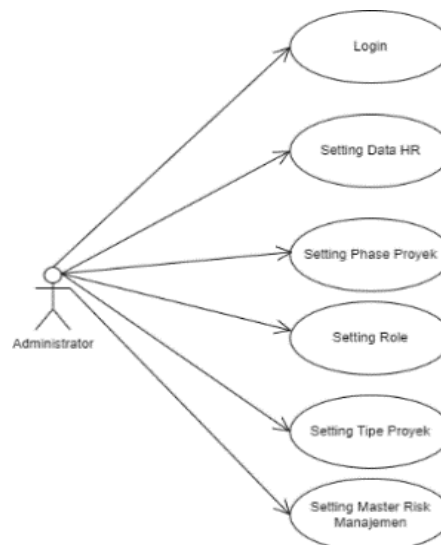 Login
Setting Data HR
Setting Phase Proyek
Administrator
Setting Role
Setting Tipe Proyek
Setting Master Risk
Manajemen